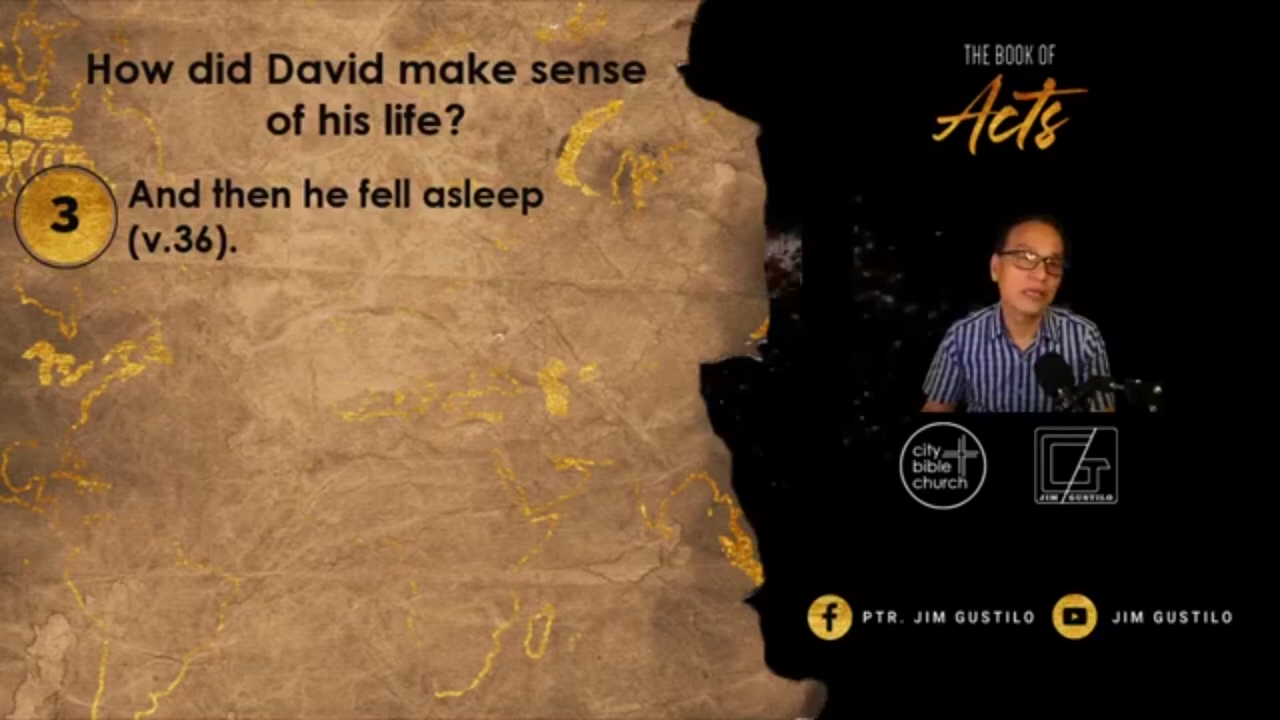 How did David make sense
of his life?
3
And then he fell asleep
(v.36).
THE BOOK OF
Acts
city
bible
church
JIM GUSTILO
PTR. JIM GUSTILO
JIM GUSTILO